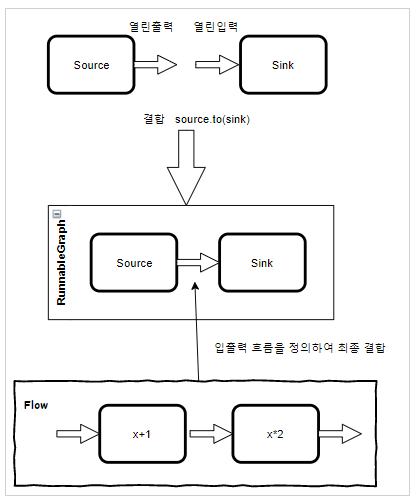 열린출력 열린입력
Source Sink
결합 source.to(sink)
RunnableGraph
Source Sink
입출력 흐름을 정의하여 최종 결합
Flow
x+1 x*2